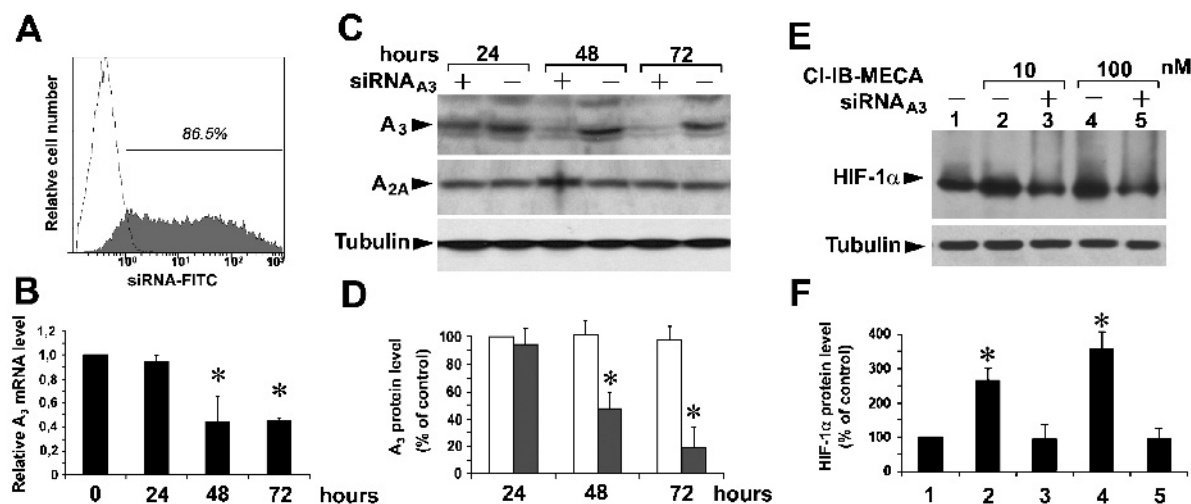 A
Relative cell number
86.5%
10⁰ 10¹ 10² 10³
siRNA-FITC
B
Relative A₃ mRNA level
1,2
1,0
0,8
0,6
0,4
0,2
0
* *
0 24 48 72 hours
C
hours 24 48 72
siRNA A3 + – + – + –
A₃
A2A
Tubulin
D
A₃ protein level
(% of control)
100
80
60
40
20
0
* *
24 48 72 hours
E
Cl-IB-MECA 10 100 nM
siRNA A3 – – + – +
1 2 3 4 5
HIF-1α
Tubulin
F
HIF-1α protein level
(% of control)
400
300
200
100
0
* *
1 2 3 4 5